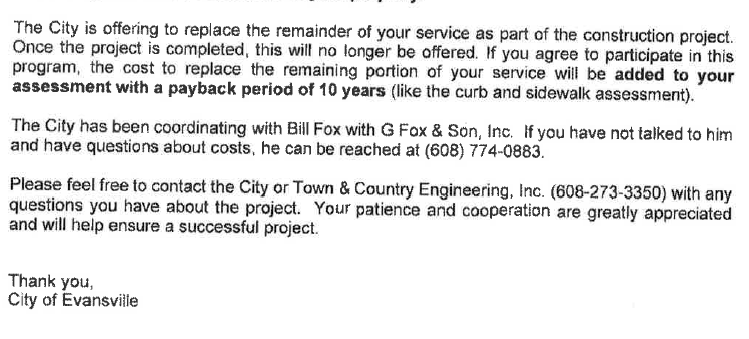 The City is offering to replace the remainder of your service as part of the construction project.
Once the project is completed, this will no longer be offered. If you agree to participate in this
program, the cost to replace the remaining portion of your service will be added to your
assessment with a payback period of 10 years (like the curb and sidewalk assessment).
The City has been coordinating with Bill Fox with G Fox & Son, Inc. If you have not talked to him
and have questions about costs, he can be reached at (608) 774-0883.
Please feel free to contact the City or Town & Country Engineering, Inc. (608-273-3350) with any
questions you have about the project. Your patience and cooperation are greatly appreciated
and will help ensure a successful project.
Thank you,
City of Evansville